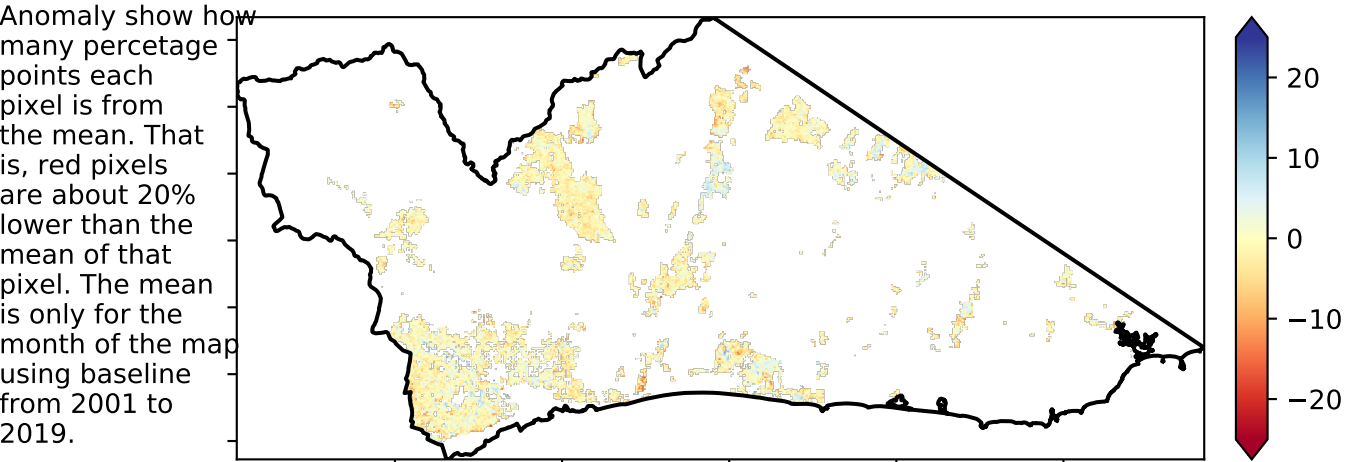 Anomaly show how
many percetage
points each
pixel is from
the mean. That
is, red pixels
are about 20%
lower than the
mean of that
pixel. The mean
is only for the
month of the map
using baseline
from 2001 to
2019.
20
10
0
−10
−20